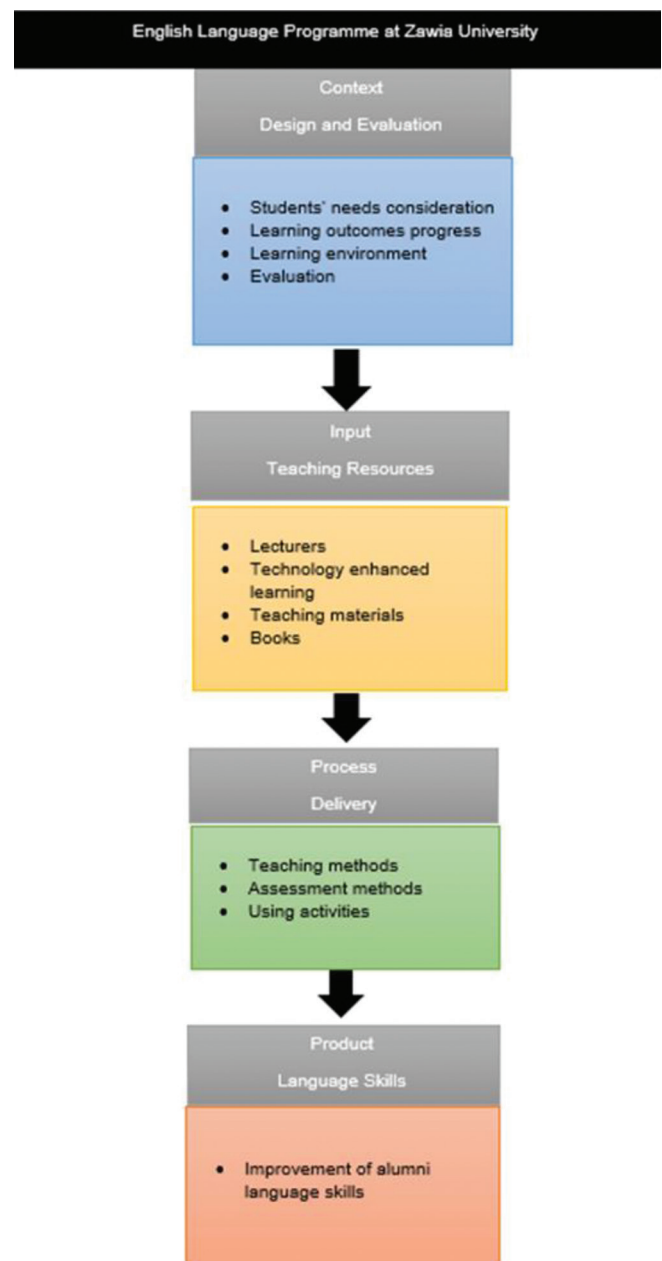 English Language Programme at Zawia University
Context
Design and Evaluation
• Students' needs consideration
• Learning outcomes progress
• Learning environment
• Evaluation
Input
Teaching Resources
• Lecturers
• Technology enhanced
learning
• Teaching materials
• Books
Process
Delivery
• Teaching methods
• Assessment methods
• Using activities
Product
Language Skills
• Improvement of alumni
language skills